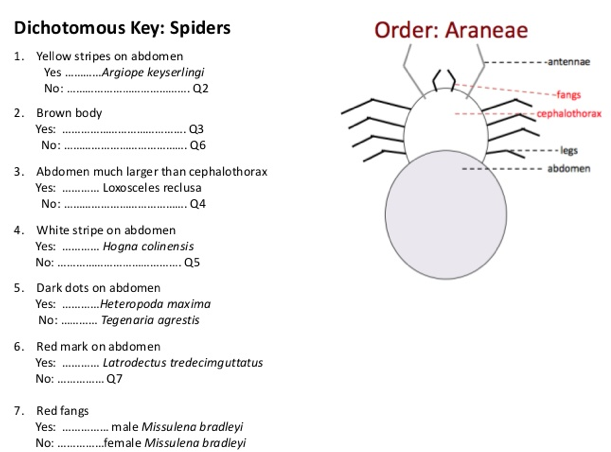 Dichotomous Key: Spiders
1. Yellow stripes on abdomen
Yes ............Argiope keyserlingi
No: ........................................ Q2
2. Brown body
Yes: ........................................ Q3
No: ........................................ Q6
3. Abdomen much larger than cephalothorax
Yes: ............ Loxosceles reclusa
No: ........................................ Q4
4. White stripe on abdomen
Yes: ............ Hogna colinensis
No: ........................................ Q5
5. Dark dots on abdomen
Yes: ............Heteropoda maxima
No: ............ Tegenaria agrestis
6. Red mark on abdomen
Yes: ............ Latrodectus tredecimguttatus
No: ............... Q7
7. Red fangs
Yes: ............... male Missulena bradleyi
No: ...............female Missulena bradleyi
Order: Araneae
antennae
fangs
cephalothorax
legs
abdomen